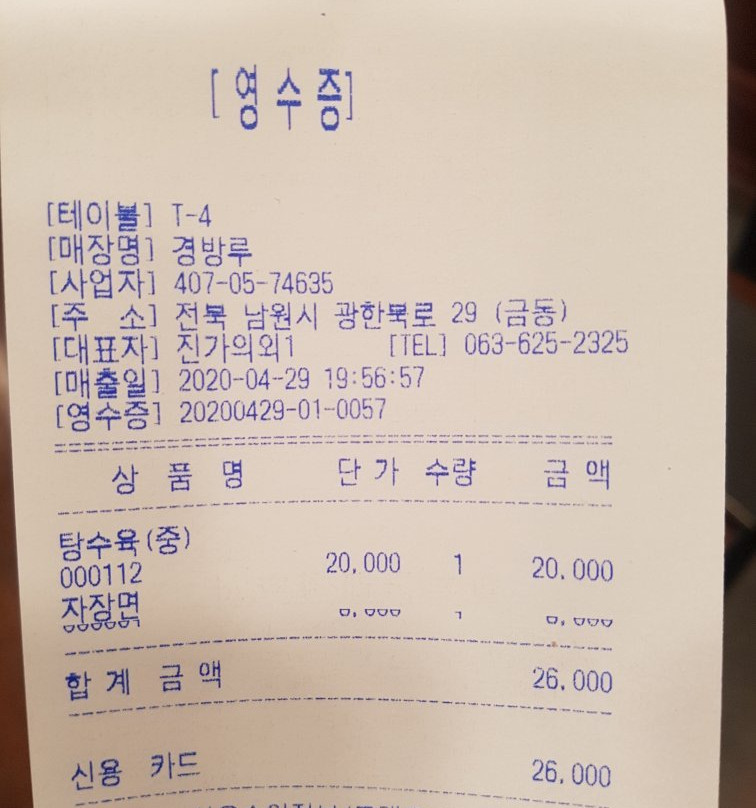 [영수증]
[테이블] T-4
[매장명] 경방루
[사업자] 407-05-74635
[주 소] 전북 남원시 광한북로 29 (금동)
[대표자] 진가의외1 [TEL] 063-625-2325
[매출일] 2020-04-29 19:56:57
[영수증] 20200429-01-0057
상 품 명 단 가 수량 금 액
탕수육(중)
000112 20,000 1 20,000
자장면
합 계 금 액 26,000
신용 카드 26,000